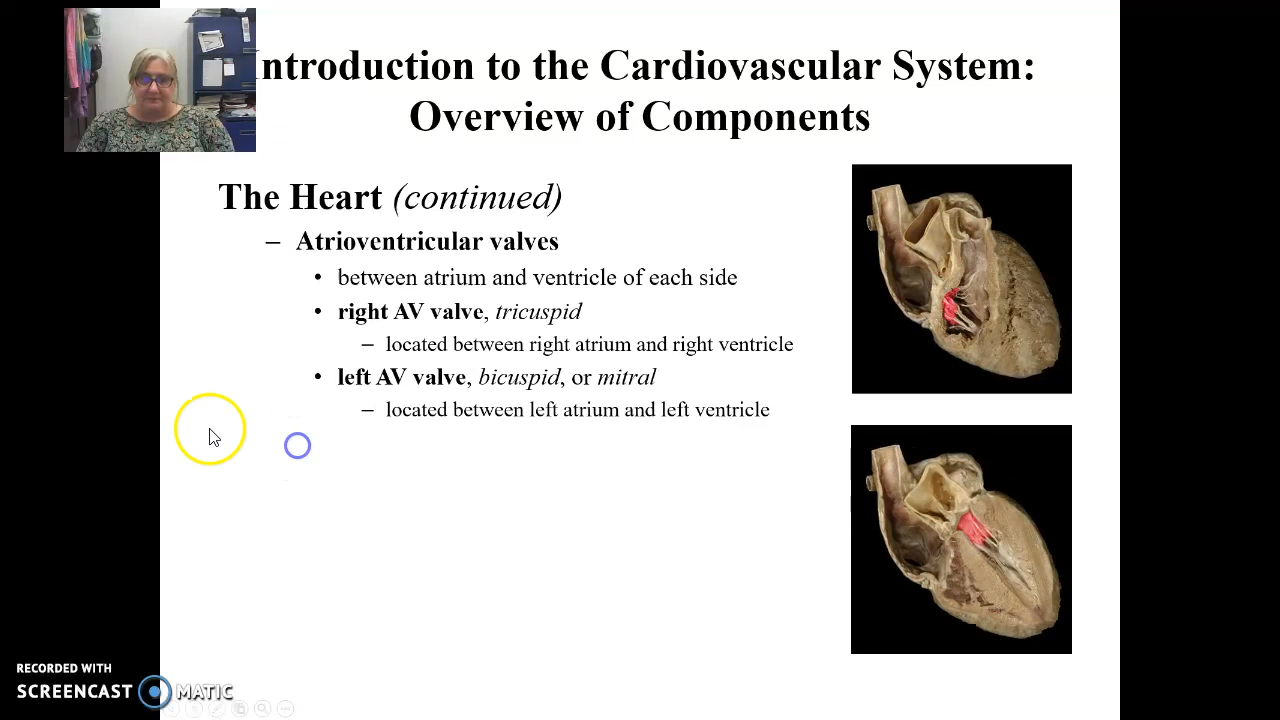 Introduction to the Cardiovascular System:
Overview of Components
The Heart (continued)
– Atrioventricular valves
• between atrium and ventricle of each side
• right AV valve, tricuspid
– located between right atrium and right ventricle
• left AV valve, bicuspid, or mitral
– located between left atrium and left ventricle
RECORDED WITH
SCREENCAST MATIC